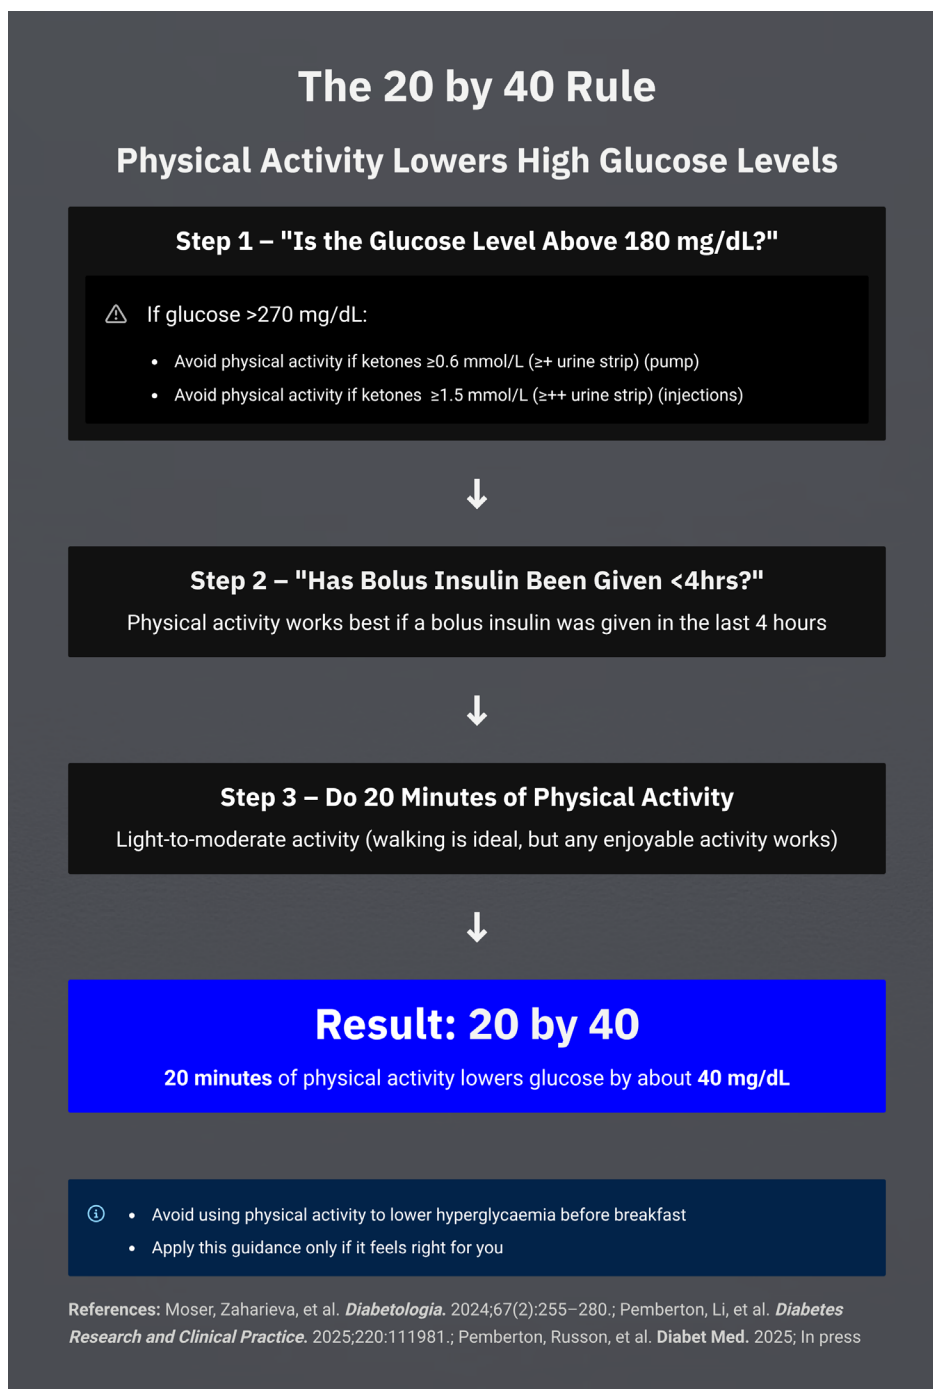 The 20 by 40 Rule
Physical Activity Lowers High Glucose Levels
Step 1 – "Is the Glucose Level Above 180 mg/dL?"
If glucose >270 mg/dL:
• Avoid physical activity if ketones ≥0.6 mmol/L (≥+ urine strip) (pump)
• Avoid physical activity if ketones ≥1.5 mmol/L (≥++ urine strip) (injections)
Step 2 – "Has Bolus Insulin Been Given <4hrs?"
Physical activity works best if a bolus insulin was given in the last 4 hours
Step 3 – Do 20 Minutes of Physical Activity
Light-to-moderate activity (walking is ideal, but any enjoyable activity works)
Result: 20 by 40
20 minutes of physical activity lowers glucose by about 40 mg/dL
• Avoid using physical activity to lower hyperglycaemia before breakfast
• Apply this guidance only if it feels right for you
References: Moser, Zaharieva, et al. Diabetologia. 2024;67(2):255–280.; Pemberton, Li, et al. Diabetes
Research and Clinical Practice. 2025;220:111981.; Pemberton, Russon, et al. Diabet Med. 2025; In press